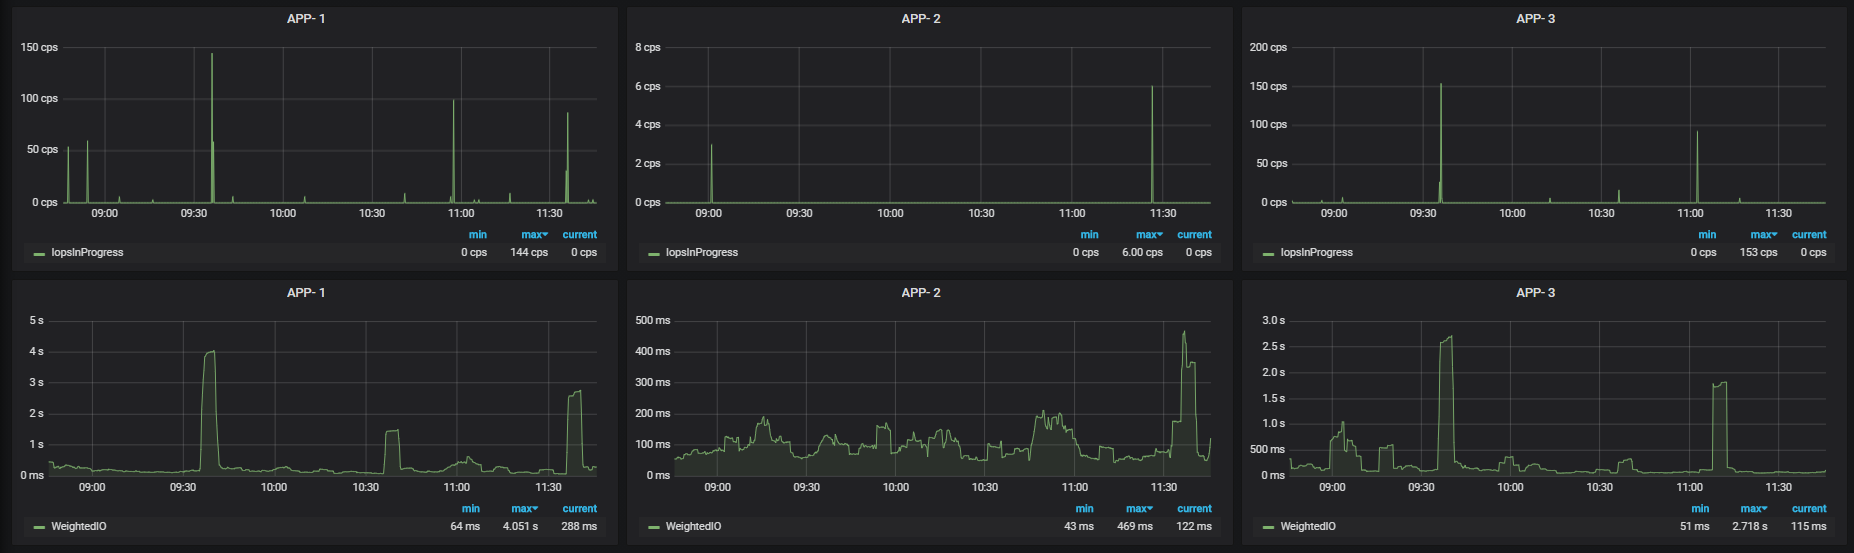 APP- 1
150 cps
100 cps
50 cps
0 cps
09:00 09:30 10:00 10:30 11:00 11:30
min max current
IopsInProgress 0 cps 144 cps 0 cps
APP- 2
8 cps
6 cps
4 cps
2 cps
0 cps
09:00 09:30 10:00 10:30 11:00 11:30
min max current
IopsInProgress 0 cps 6.00 cps 0 cps
APP- 3
200 cps
150 cps
100 cps
50 cps
0 cps
09:00 09:30 10:00 10:30 11:00 11:30
min max current
IopsInProgress 0 cps 153 cps 0 cps
APP- 1
5 s
4 s
3 s
2 s
1 s
0 ms
09:00 09:30 10:00 10:30 11:00 11:30
min max current
WeightedIO 64 ms 4.051 s 288 ms
APP- 2
500 ms
400 ms
300 ms
200 ms
100 ms
0 ms
09:00 09:30 10:00 10:30 11:00 11:30
min max current
WeightedIO 43 ms 469 ms 122 ms
APP- 3
3.0 s
2.5 s
2.0 s
1.5 s
1.0 s
500 ms
0 ms
09:00 09:30 10:00 10:30 11:00 11:30
min max current
WeightedIO 51 ms 2.718 s 115 ms